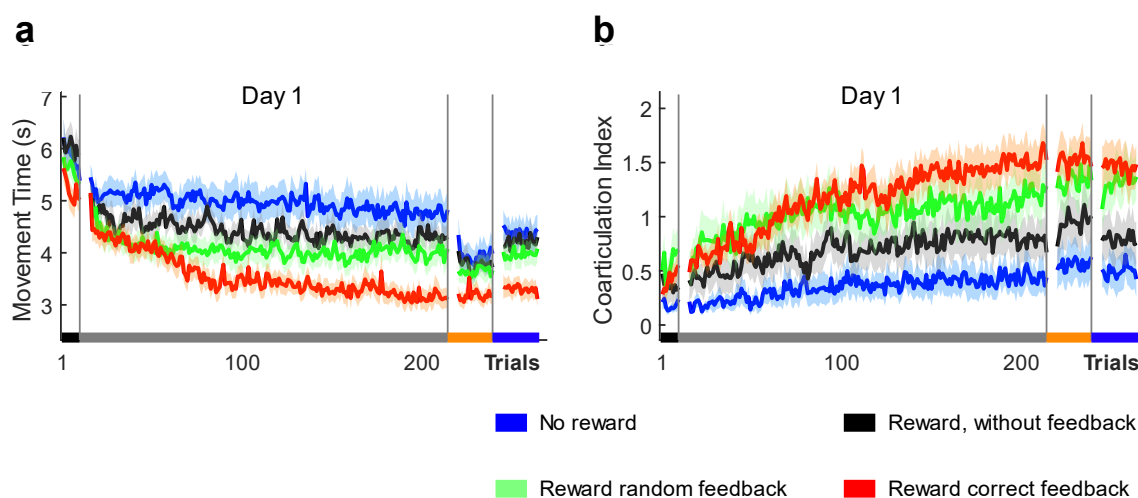 a
b
Day 1
Day 1
Movement Time (s)
7
6
5
4
3
1
100
200
Trials
Coarticulation Index
2
1.5
1
0.5
0
1
100
200
Trials
No reward
Reward, without feedback
Reward random feedback
Reward correct feedback